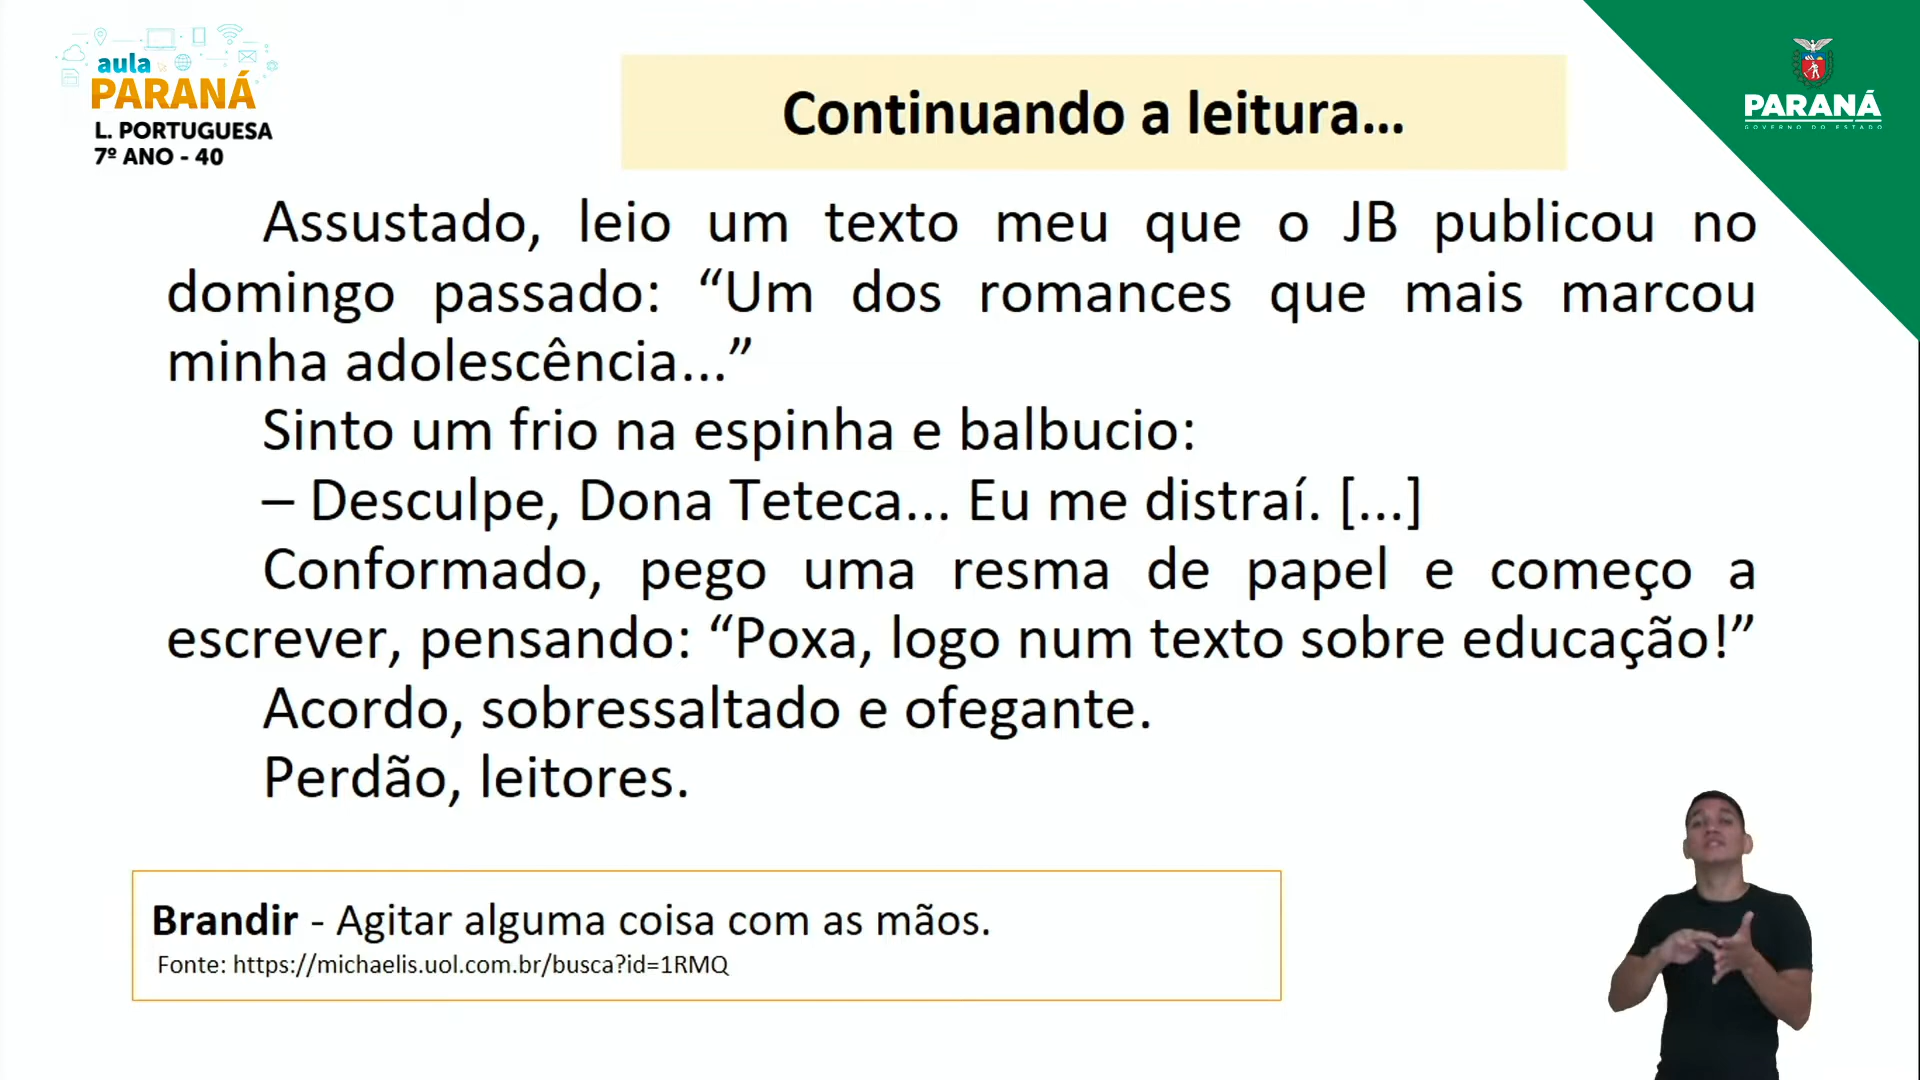 aula
PARANÁ
L. PORTUGUESA
7º ANO - 40
Continuando a leitura...
PARANÁ
GOVERNO DO ESTADO
Assustado, leio um texto meu que o JB publicou no
domingo passado: “Um dos romances que mais marcou
minha adolescência...”
Sinto um frio na espinha e balbucio:
– Desculpe, Dona Teteca... Eu me distraí. [...]
Conformado, pego uma resma de papel e começo a
escrever, pensando: “Poxa, logo num texto sobre educação!”
Acordo, sobressaltado e ofegante.
Perdão, leitores.
Brandir - Agitar alguma coisa com as mãos.
Fonte: https://michaelis.uol.com.br/busca?id=1RMQ